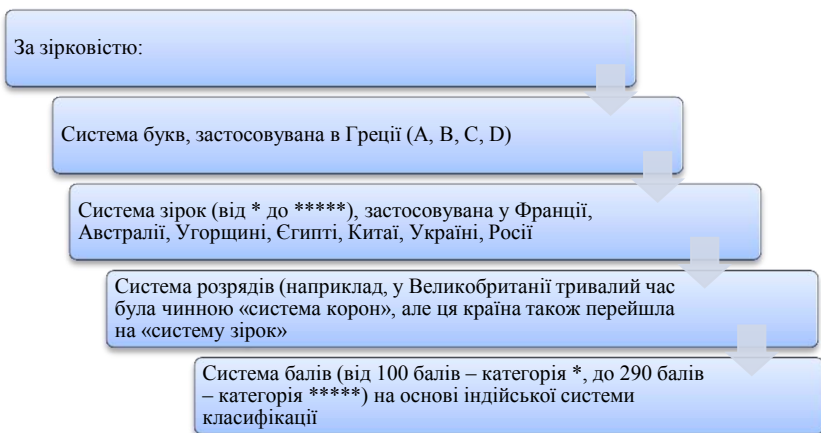 За зірковістю:
Система букв, застосовувана в Греції (A, B, C, D)
Система зірок (від * до *****), застосовувана у Франції,
Австралії, Угорщині, Єгипті, Китаї, Україні, Росії
Система розрядів (наприклад, у Великобританії тривалий час
була чинною «система корон», але ця країна також перейшла
на «систему зірок»
Система балів (від 100 балів – категорія *, до 290 балів
– категорія *****) на основі індійської системи
класифікації